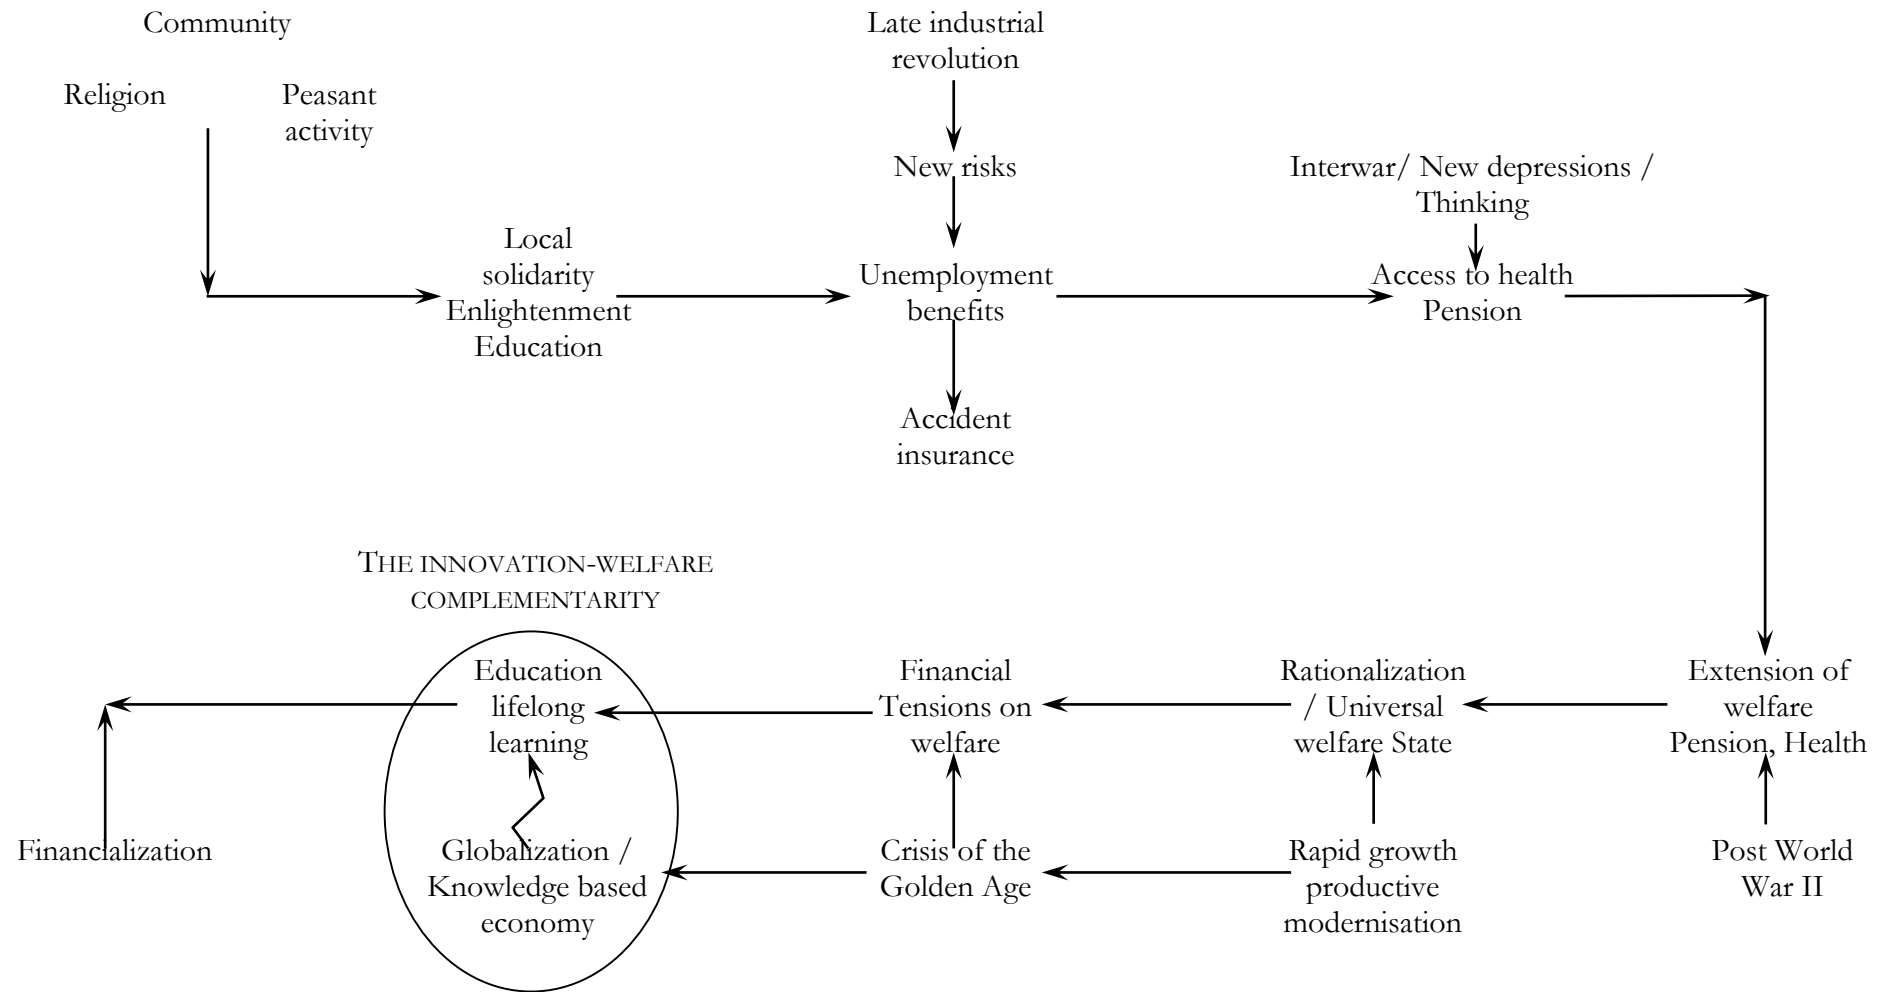 Community
Religion
Peasant
activity
Late industrial
revolution
New risks
Interwar/ New depressions /
Thinking
Local
solidarity
Enlightenment
Education
Unemployment
benefits
Access to health
Pension
Accident
insurance
THE INNOVATION-WELFARE
COMPLEMENTARITY
Education
lifelong
learning
Financial
Tensions on
welfare
Rationalization
/ Universal
welfare State
Extension of
welfare
Pension, Health
Financialization
Globalization /
Knowledge based
economy
Crisis of the
Golden Age
Rapid growth
productive
modernisation
Post World
War II